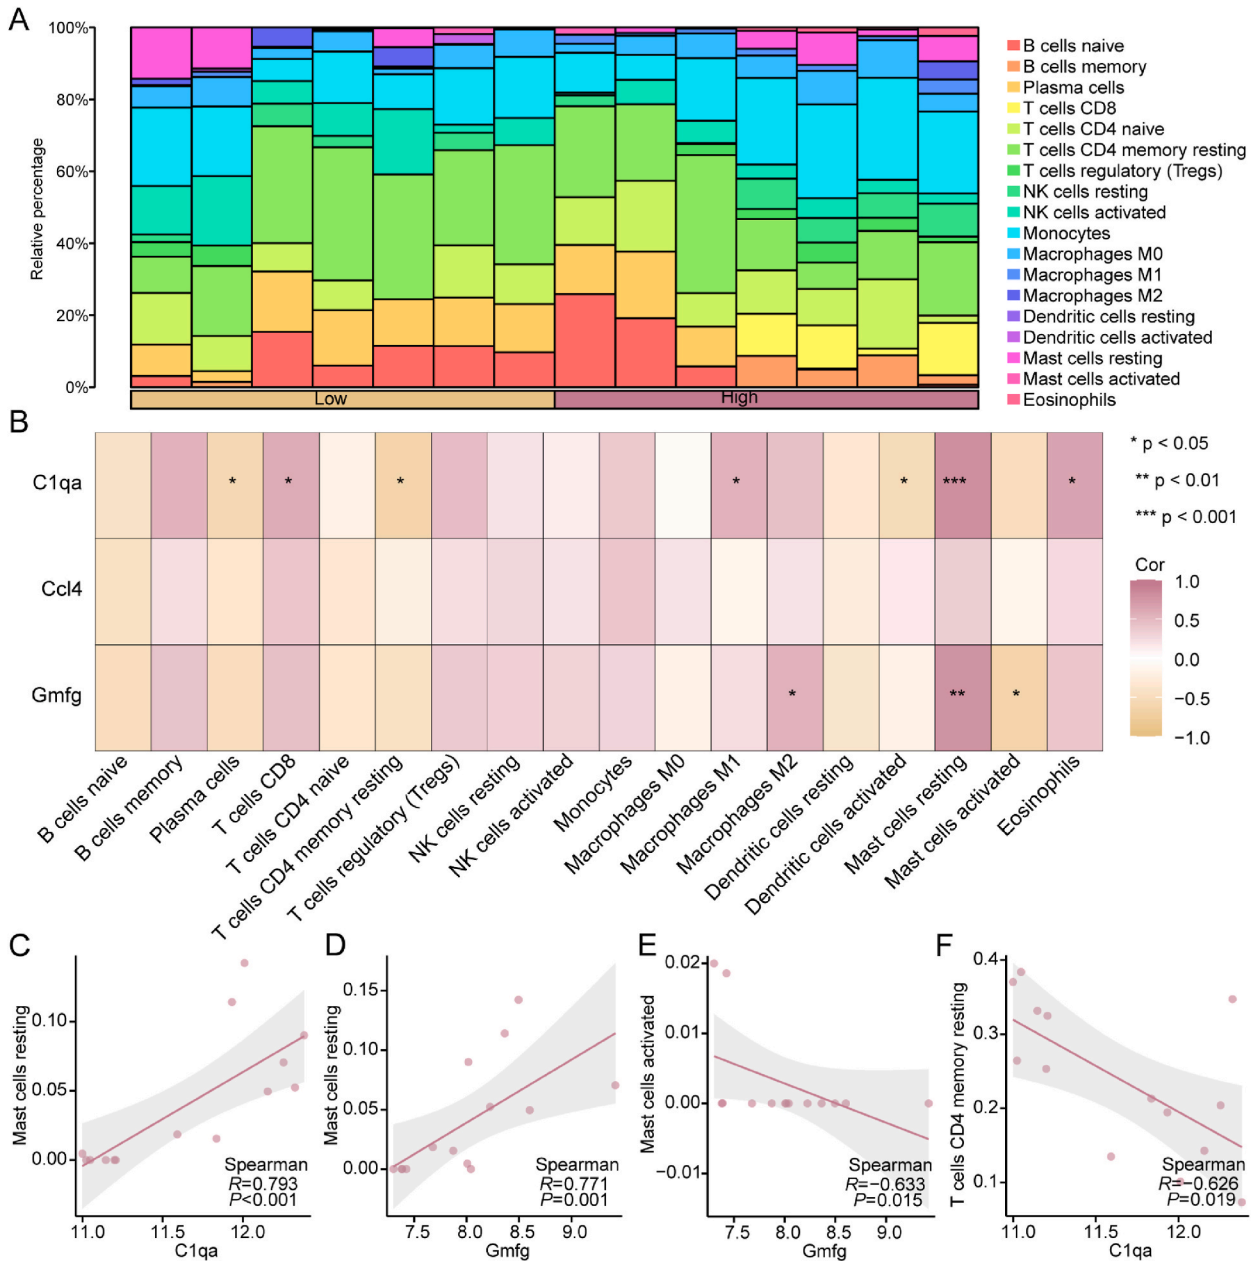 A
Relative percentage
100%
80%
60%
40%
20%
0%
Low
High
B cells naive
B cells memory
Plasma cells
T cells CD8
T cells CD4 naive
T cells CD4 memory resting
T cells regulatory (Tregs)
NK cells resting
NK cells activated
Monocytes
Macrophages M0
Macrophages M1
Macrophages M2
Dendritic cells resting
Dendritic cells activated
Mast cells resting
Mast cells activated
Eosinophils
B
C1qa
* * * * * *** *
Ccl4
Gmfg
* ** *
* p < 0.05
** p < 0.01
*** p < 0.001
Cor
1.0
0.5
0.0
−0.5
−1.0
B cells naive
B cells memory
Plasma cells
T cells CD8
T cells CD4 naive
T cells CD4 memory resting
T cells regulatory (Tregs)
NK cells resting
NK cells activated
Monocytes
Macrophages M0
Macrophages M1
Macrophages M2
Dendritic cells resting
Dendritic cells activated
Mast cells resting
Mast cells activated
Eosinophils
C
Mast cells resting
0.10
0.05
0.00
Spearman
R=0.793
P<0.001
11.0 11.5 12.0
C1qa
D
Mast cells resting
0.15
0.10
0.05
0.00
Spearman
R=0.771
P=0.001
7.5 8.0 8.5 9.0
Gmfg
E
Mast cells activated
0.02
0.01
0.00
−0.01
Spearman
R=−0.633
P=0.015
7.5 8.0 8.5 9.0
Gmfg
F
T cells CD4 memory resting
0.4
0.3
0.2
0.1
Spearman
R=−0.626
P=0.019
11.0 11.5 12.0
C1qa